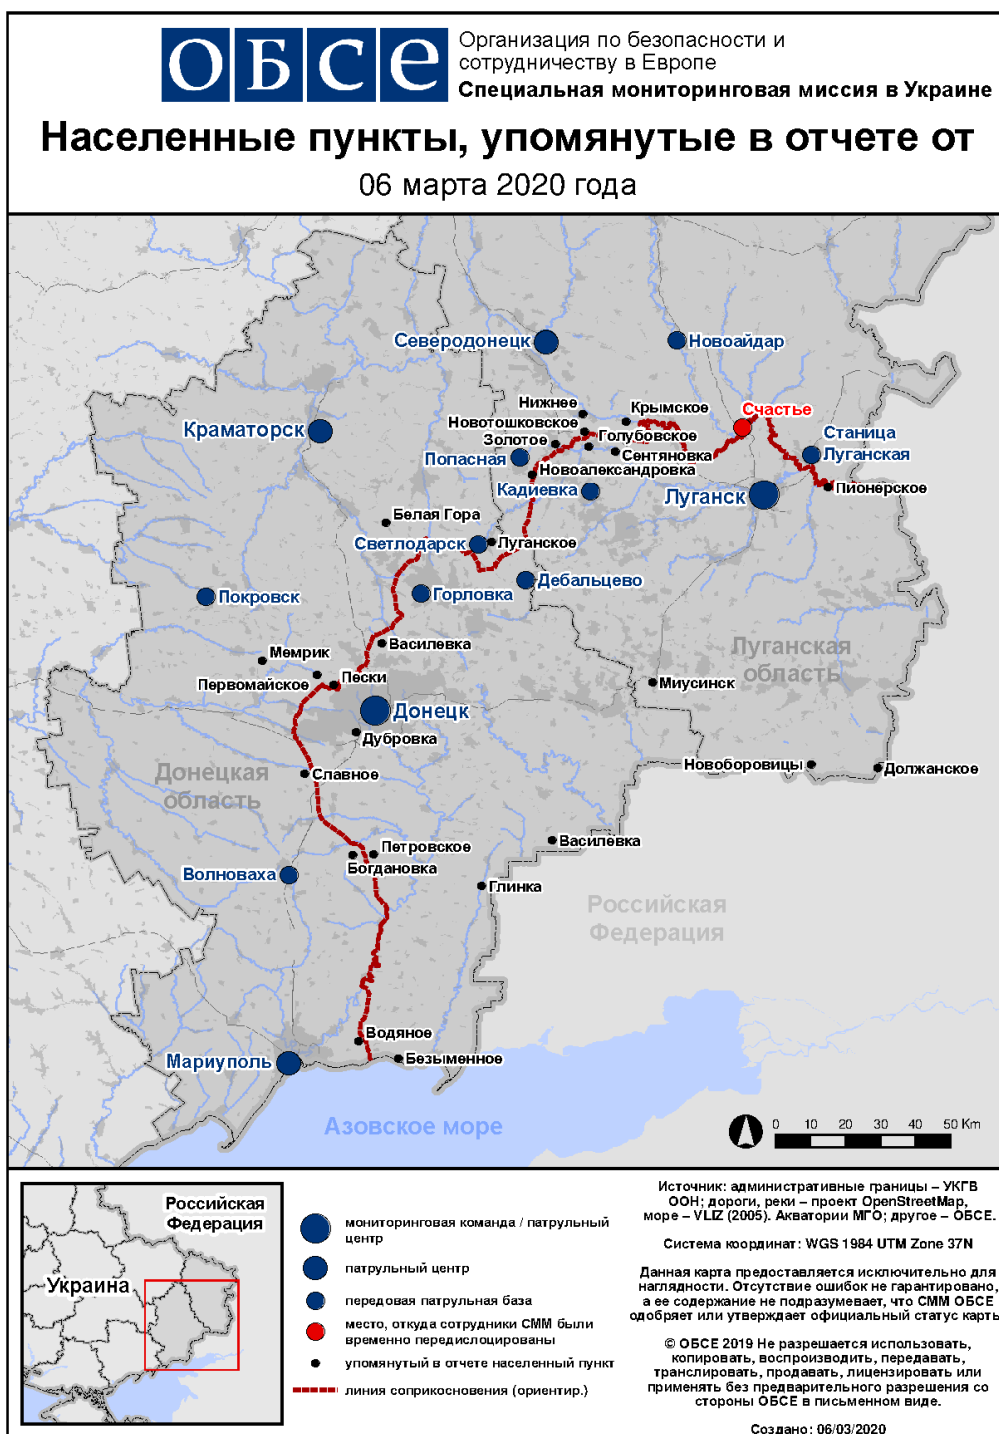 ОБСЕ
Организация по безопасности и
сотрудничеству в Европе
Специальная мониторинговая миссия в Украине
Населенные пункты, упомянутые в отчете от
06 марта 2020 года
Северодонецк
Новоайдар
Нижнее
Крымское
Счастье
Новотошковское
Краматорск
Золотое
Голубовское
Станица
Луганская
Попасная
Сентяновка
Новоалександровка
Кадиевка
Луганск
Пионерское
Белая Гора
Светлодарск
Луганское
Дебальцево
Покровск
Горловка
Василевка
Луганская
область
Мемрик
Первомайское
Пески
Миусинск
Донецк
Дубровка
Донецкая
область
Славное
Новоборовицы
Должанское
Василевка
Петровское
Богдановка
Волноваха
Глинка
Российская
Федерация
Водяное
Мариуполь
Безыменное
Азовское море
0 10 20 30 40 50 Km
Российская
Федерация
Украина
мониторинговая команда / патрульный
центр
патрульный центр
передовая патрульная база
место, откуда сотрудники СММ были
временно передислоцированы
упомянутый в отчете населенный пункт
линия соприкосновения (ориентир.)
Источник: административные границы – УКГВ
ООН; дороги, реки – проект OpenStreetMap,
море – VLIZ (2005). Акватории МГО; другое – ОБСЕ.
Система координат: WGS 1984 UTM Zone 37N
Данная карта предоставляется исключительно для
наглядности. Отсутствие ошибок не гарантировано,
а ее содержание не подразумевает, что СММ ОБСЕ
одобряет или утверждает официальный статус карты
© ОБСЕ 2019 Не разрешается использовать,
копировать, воспроизводить, передавать,
транслировать, продавать, лицензировать или
применять без предварительного разрешения со
стороны ОБСЕ в письменном виде.
Создано: 06/03/2020